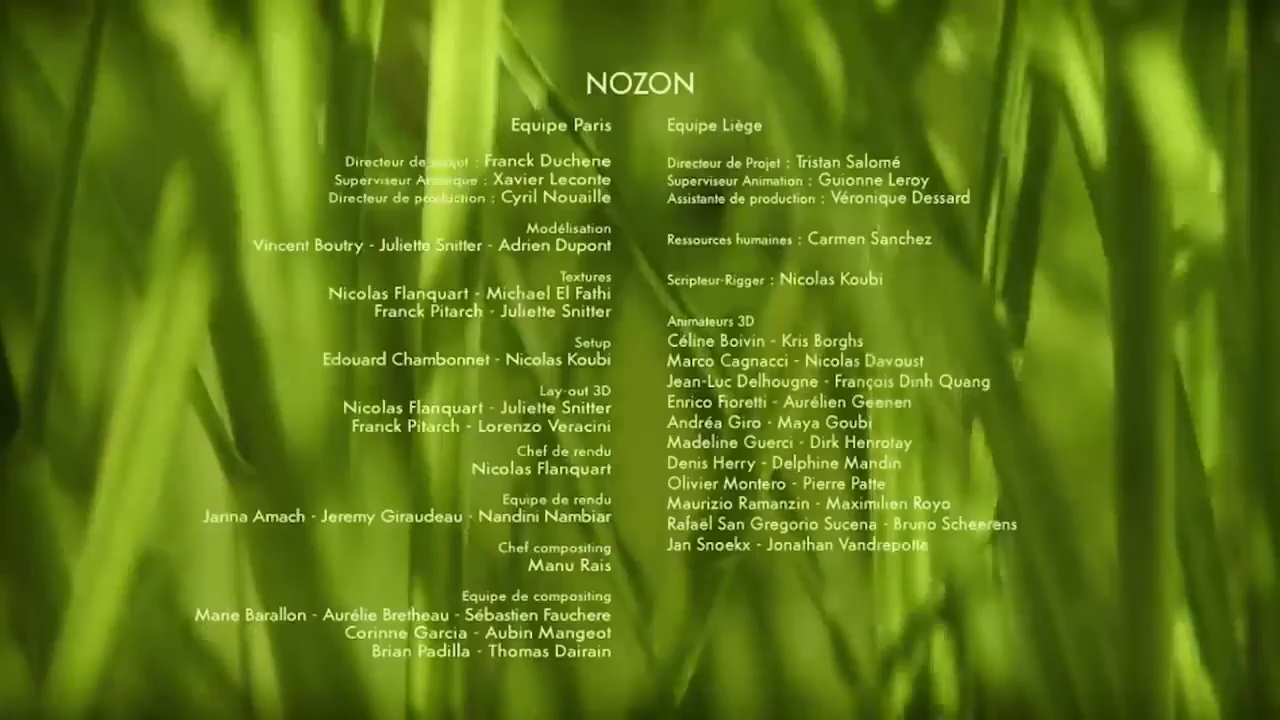 NOZON
Equipe Paris
Directeur de projet : Franck Duchene
Superviseur Artistique : Xavier Leconte
Directeur de production : Cyril Nouaille
Modélisation
Vincent Boutry - Juliette Snitter - Adrien Dupont
Textures
Nicolas Flanquart - Michael El Fathi
Franck Pitarch - Juliette Snitter
Setup
Edouard Chambonnet - Nicolas Koubi
Lay-out 3D
Nicolas Flanquart - Juliette Snitter
Franck Pitarch - Lorenzo Veracini
Chef de rendu
Nicolas Flanquart
Equipe de rendu
Jarina Amach - Jeremy Giraudeau - Nandini Nambiar
Chef compositing
Manu Rais
Equipe de compositing
Marie Barallon - Aurélie Bretheau - Sébastien Fauchere
Corinne Garcia - Aubin Mangeot
Brian Padilla - Thomas Dairain
Equipe Liège
Directeur de Projet : Tristan Salomé
Superviseur Animation : Guionne Leroy
Assistante de production : Véronique Dessard
Ressources humaines : Carmen Sanchez
Scripteur-Rigger : Nicolas Koubi
Animateurs 3D
Céline Boivin - Kris Borghs
Marco Cagnacci - Nicolas Davoust
Jean-Luc Delhougne - François Dinh Quang
Enrico Fioretti - Aurélien Geenen
Andréa Giro - Maya Goubi
Madeline Guerci - Dirk Henrotay
Denis Herry - Delphine Mandin
Olivier Montero - Pierre Patte
Maurizio Ramanzin - Maximilien Royo
Rafaël San Gregorio Sucena - Bruno Scheerens
Jan Snoekx - Jonathan Vandrepotte